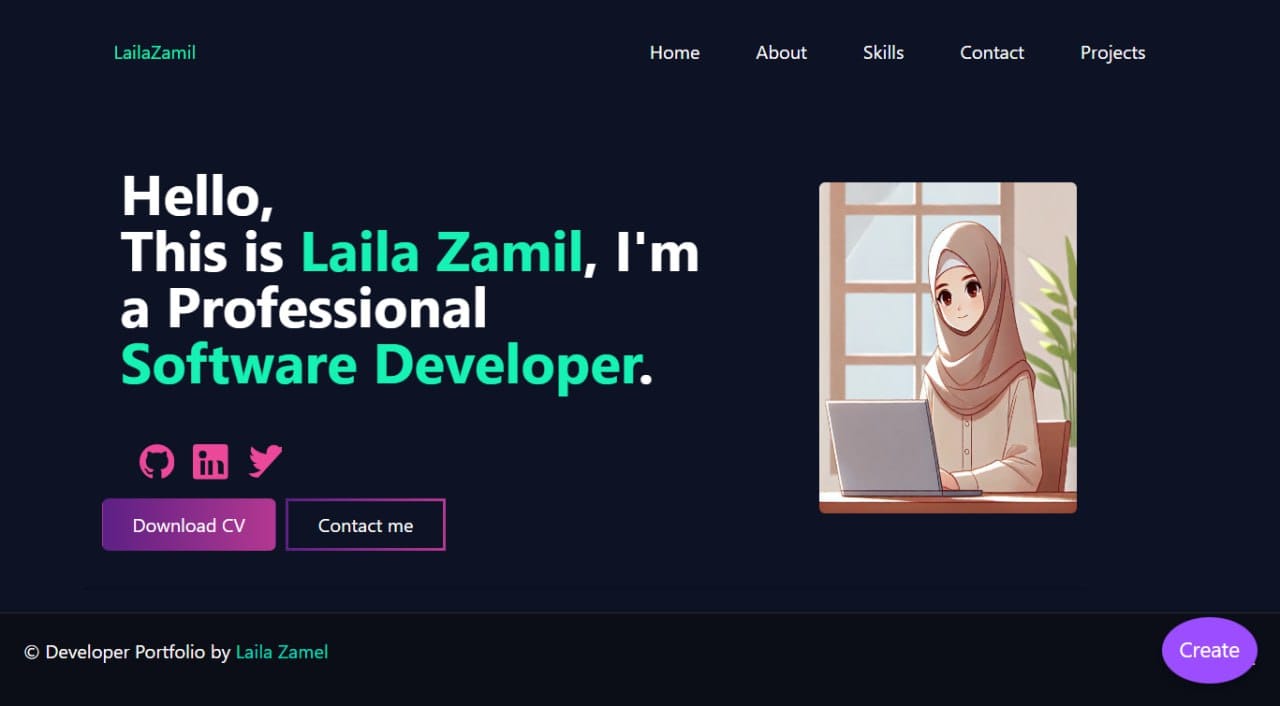 LailaZamil
Home About Skills Contact Projects
Hello,
This is Laila Zamil, I'm
a Professional
Software Developer.
Download CV Contact me
© Developer Portfolio by Laila Zamel
Create